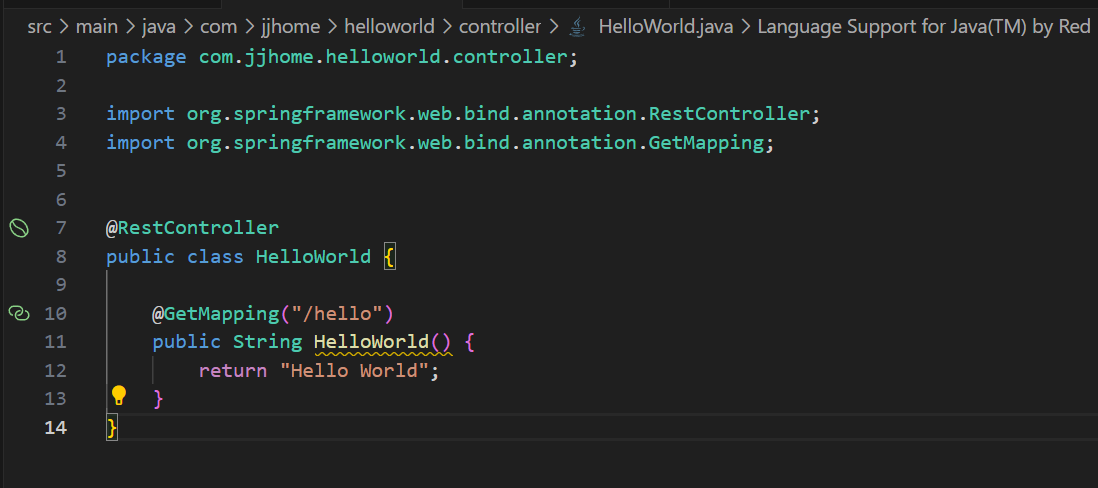 src > main > java > com > jjhome > helloworld > controller > HelloWorld.java > Language Support for Java(TM) by Red
1 package com.jjhome.helloworld.controller;
2
3 import org.springframework.web.bind.annotation.RestController;
4 import org.springframework.web.bind.annotation.GetMapping;
5
6
7 @RestController
8 public class HelloWorld {
9
10     @GetMapping("/hello")
11     public String HelloWorld() {
12         return "Hello World";
13     }
14 }